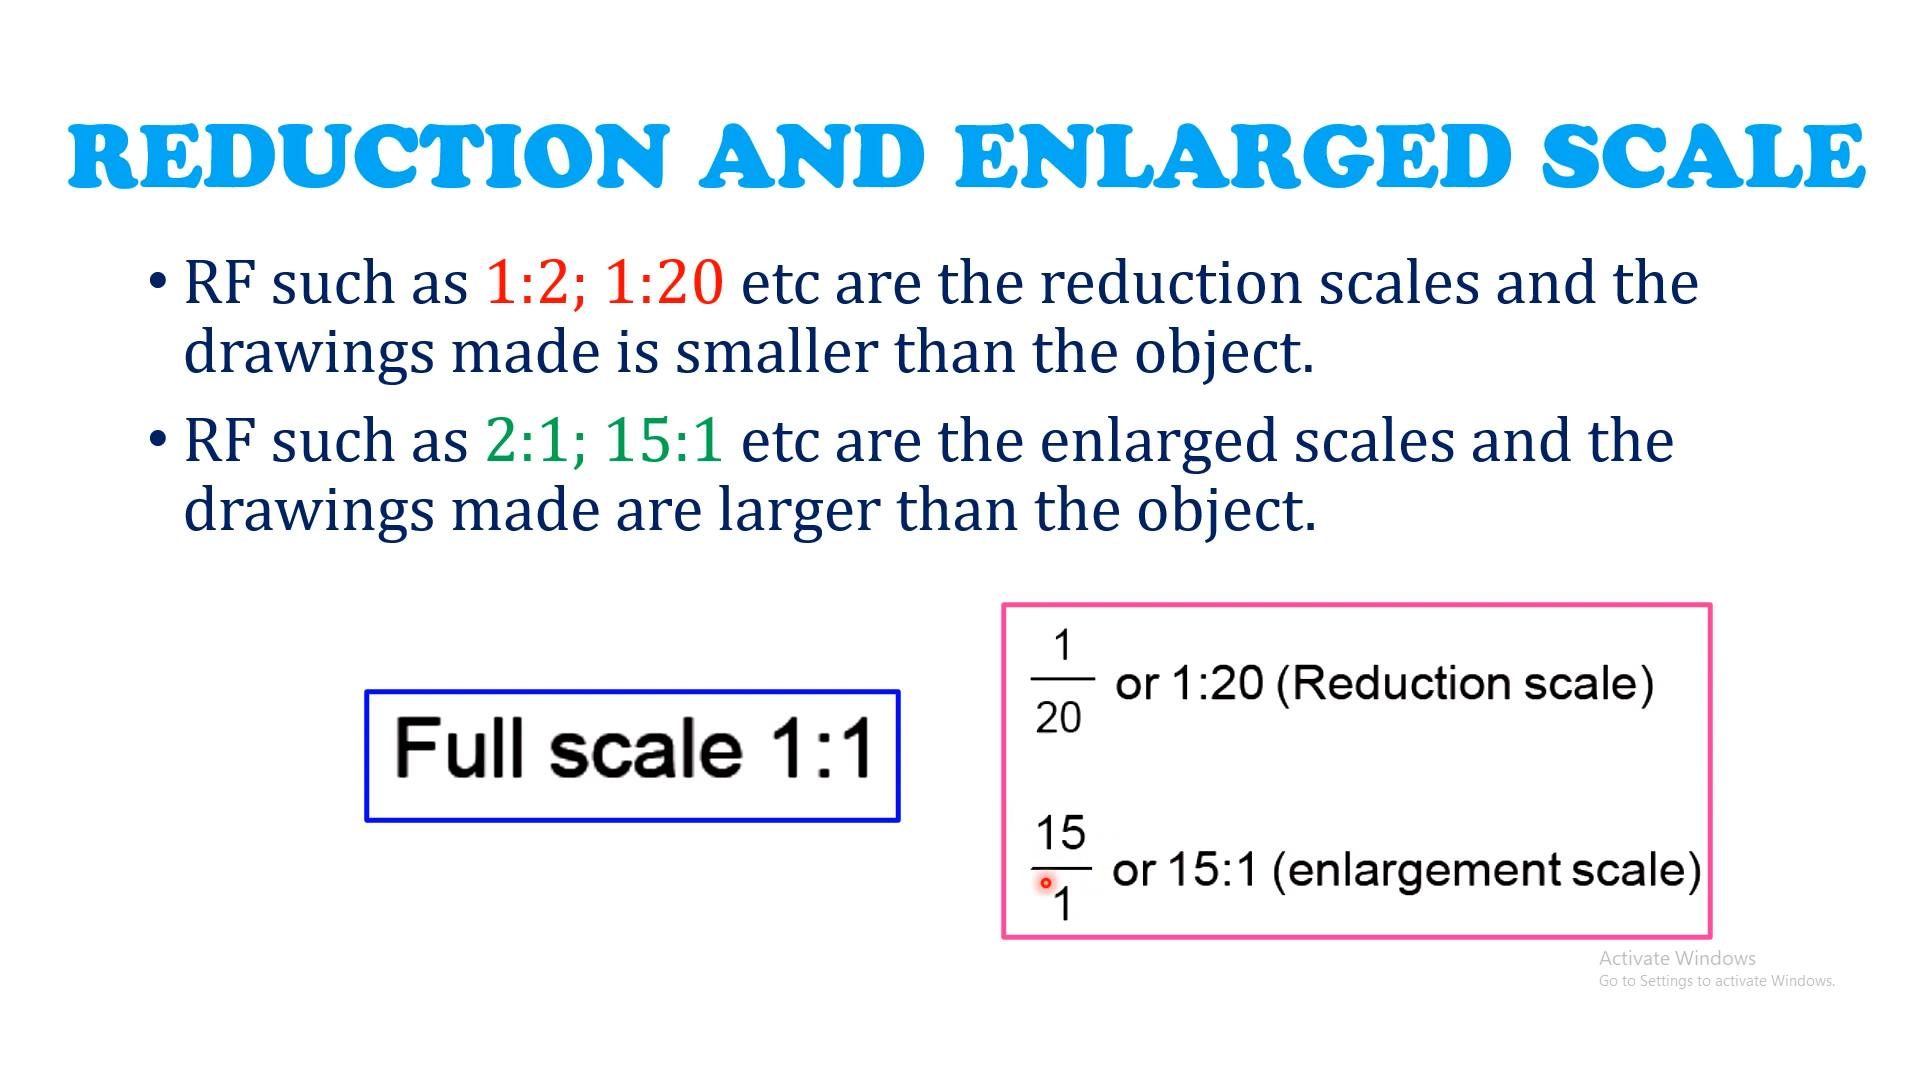 REDUCTION AND ENLARGED SCALE
• RF such as 1:2; 1:20 etc are the reduction scales and the
drawings made is smaller than the object.
• RF such as 2:1; 15:1 etc are the enlarged scales and the
drawings made are larger than the object.
Full scale 1:1
1
20
or 1:20 (Reduction scale)
15
1
or 15:1 (enlargement scale)
Activate Windows
Go to Settings to activate Windows.